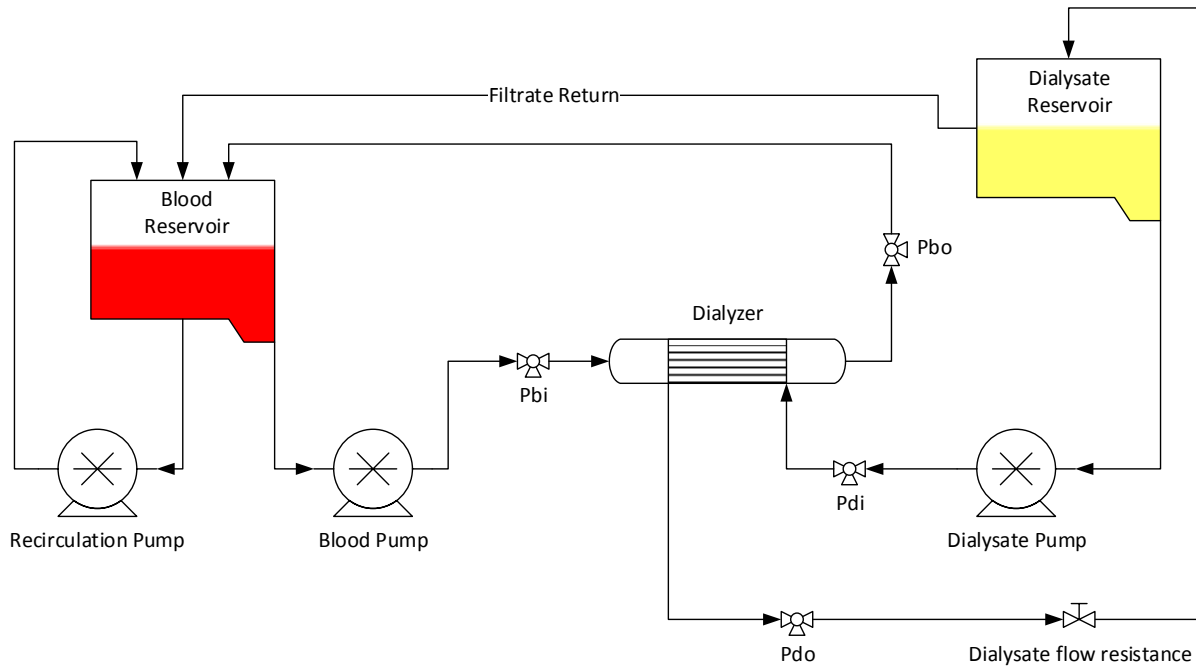 Dialysate
Reservoir
Filtrate Return
Blood
Reservoir
Pbo
Dialyzer
Pbi
Pdi
Recirculation Pump
Blood Pump
Dialysate Pump
Pdo
Dialysate flow resistance